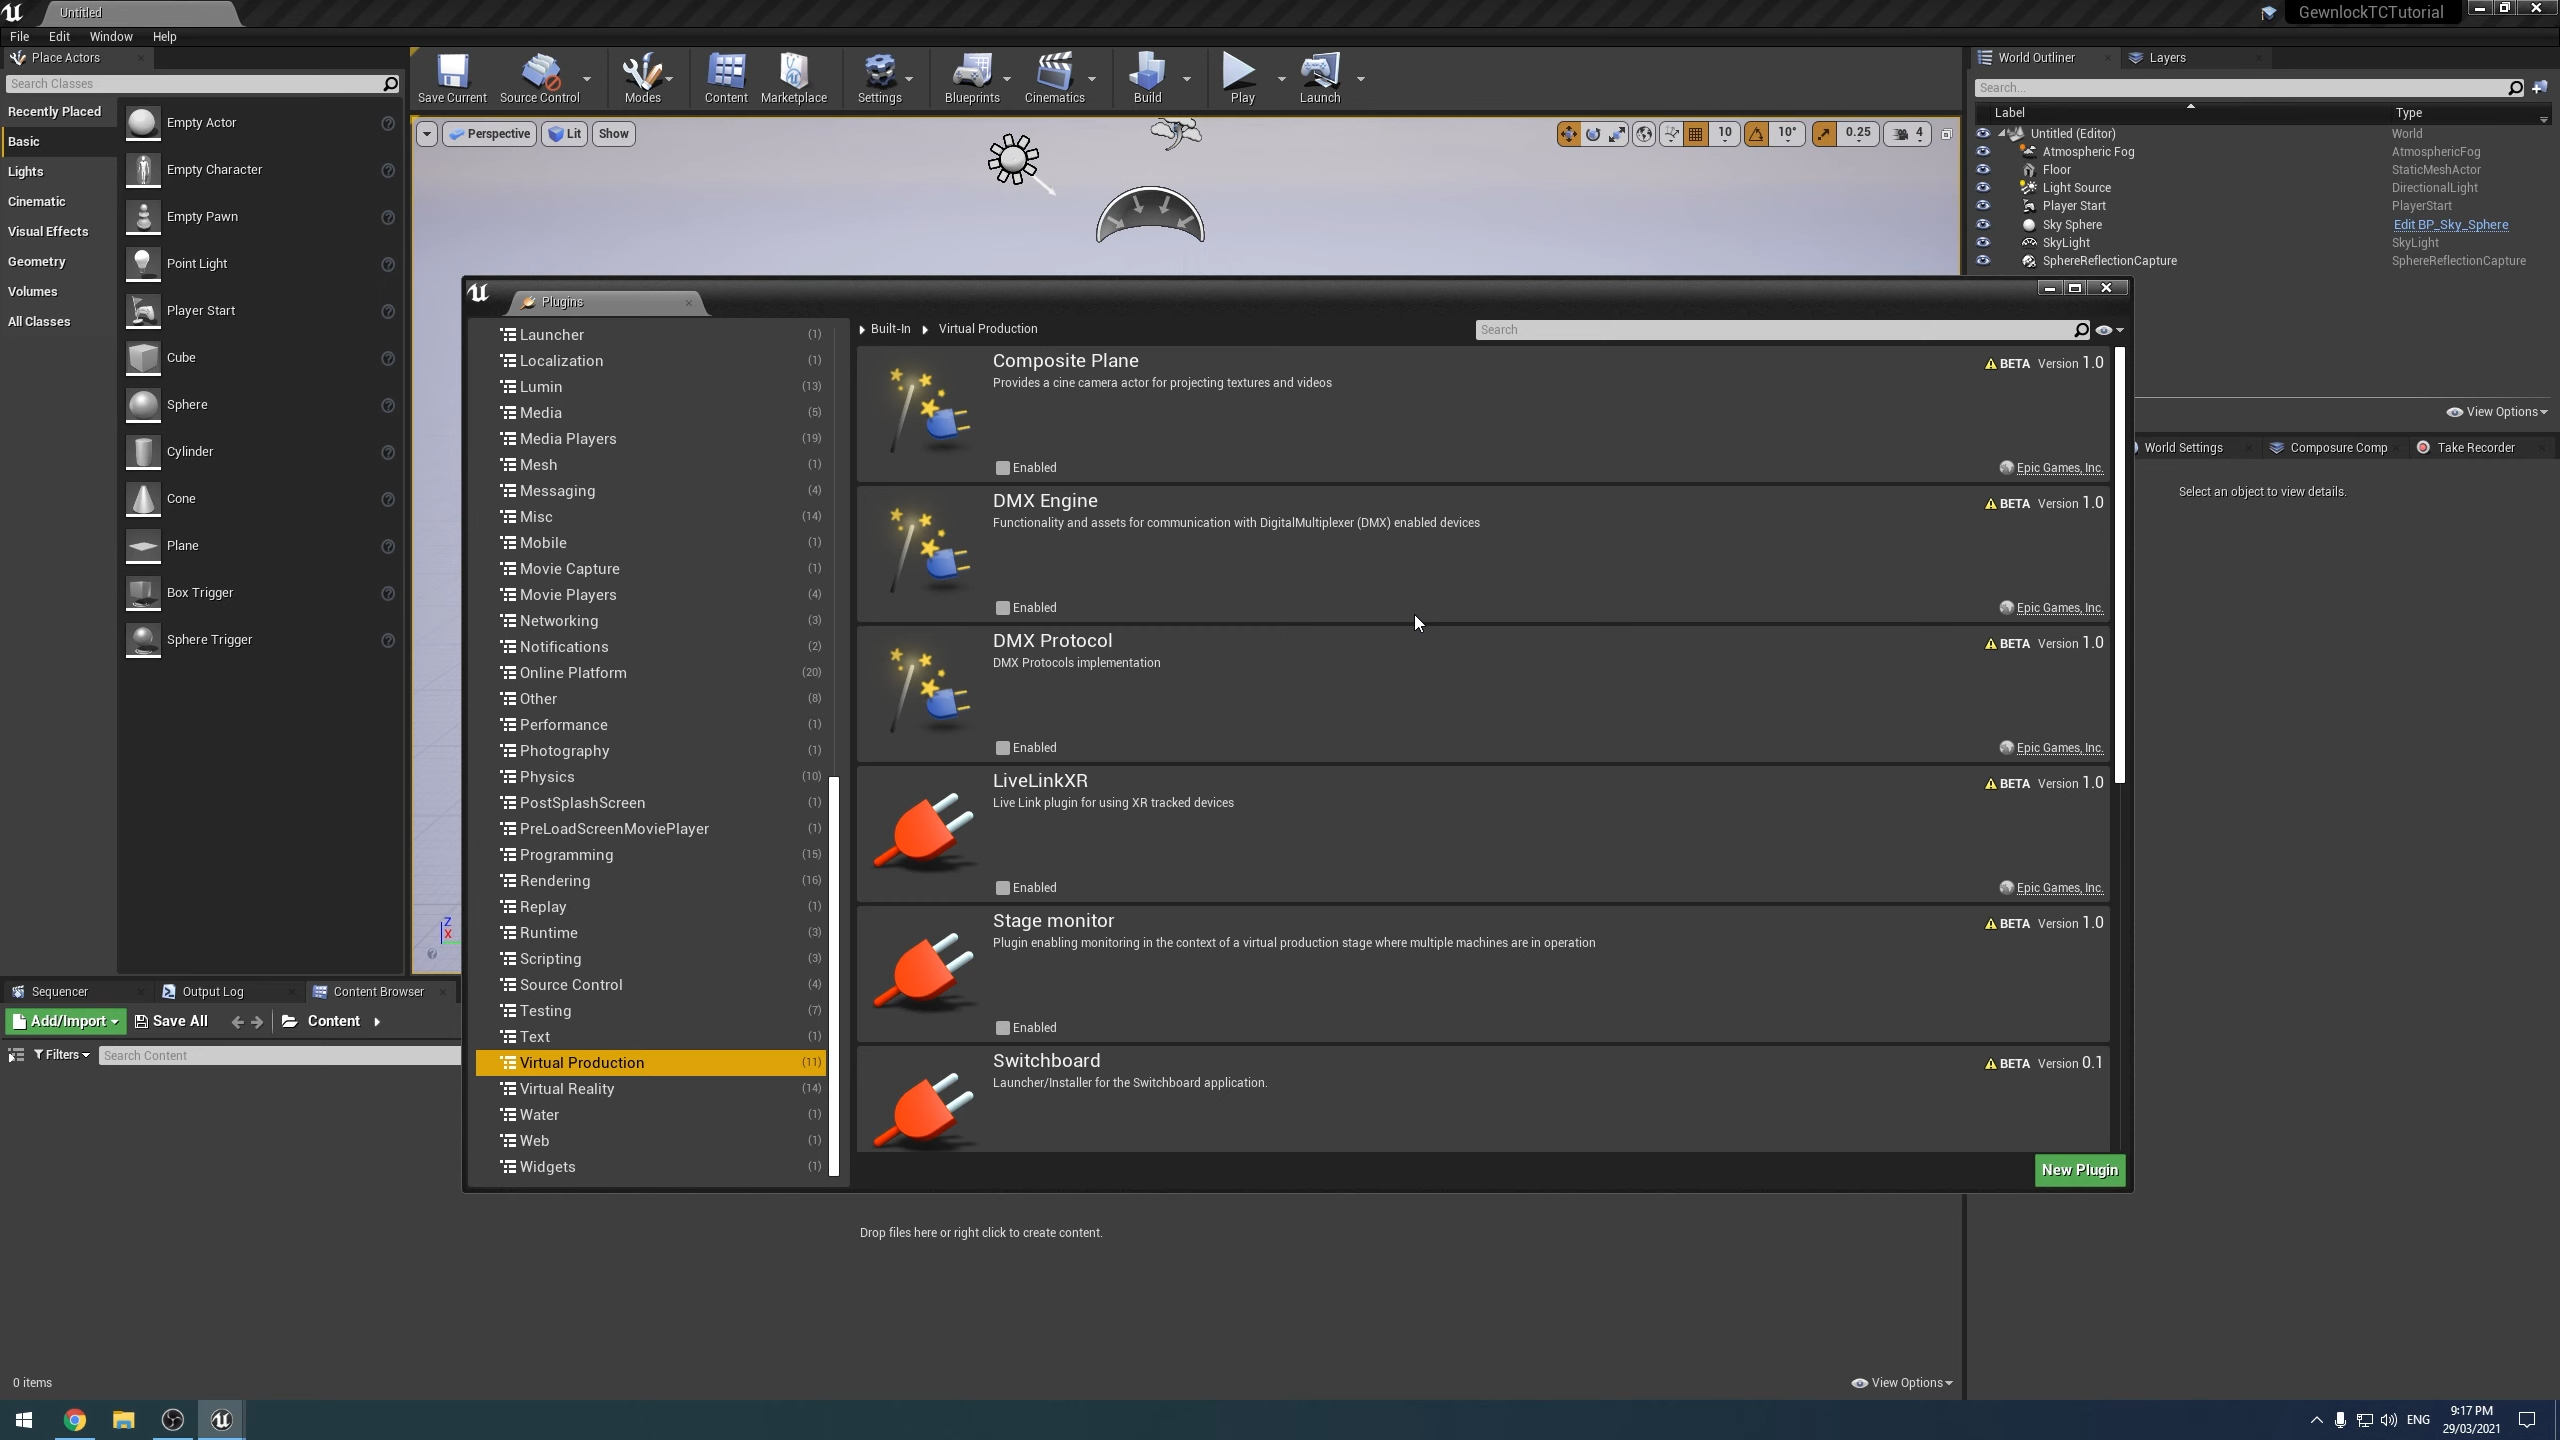 Untitled
GewnlockTCTutorial
File Edit Window Help
Place Actors
Search Classes
Recently Placed
Basic
Lights
Cinematic
Visual Effects
Geometry
Volumes
All Classes
Empty Actor
Empty Character
Empty Pawn
Point Light
Player Start
Cube
Sphere
Cylinder
Cone
Plane
Box Trigger
Sphere Trigger
Save Current Source Control Modes Content Marketplace Settings Blueprints Cinematics Build Play Launch
Perspective Lit Show
10 10° 0.25 4
World Outliner Layers
Search...
Label Type
Untitled (Editor) World
Atmospheric Fog AtmosphericFog
Floor StaticMeshActor
Light Source DirectionalLight
Player Start PlayerStart
Sky Sphere Edit BP_Sky_Sphere
SkyLight SkyLight
SphereReflectionCapture SphereReflectionCapture
View Options
World Settings Composure Comp Take Recorder
Select an object to view details.
Plugins
Launcher (1)
Localization (1)
Lumin (13)
Media (5)
Media Players (19)
Mesh (1)
Messaging (4)
Misc (14)
Mobile (1)
Movie Capture (1)
Movie Players (4)
Networking (3)
Notifications (2)
Online Platform (20)
Other (8)
Performance (1)
Photography (1)
Physics (10)
PostSplashScreen (1)
PreLoadScreenMoviePlayer (1)
Programming (15)
Rendering (16)
Replay (1)
Runtime (3)
Scripting (3)
Source Control (4)
Testing (7)
Text (1)
Virtual Production (11)
Virtual Reality (14)
Water (1)
Web (1)
Widgets (1)
Built-In Virtual Production
Search
Composite Plane BETA Version 1.0
Provides a cine camera actor for projecting textures and videos
Enabled Epic Games, Inc.
DMX Engine BETA Version 1.0
Functionality and assets for communication with DigitalMultiplexer (DMX) enabled devices
Enabled Epic Games, Inc.
DMX Protocol BETA Version 1.0
DMX Protocols implementation
Enabled Epic Games, Inc.
LiveLinkXR BETA Version 1.0
Live Link plugin for using XR tracked devices
Enabled Epic Games, Inc.
Stage monitor BETA Version 1.0
Plugin enabling monitoring in the context of a virtual production stage where multiple machines are in operation
Enabled
Switchboard BETA Version 0.1
Launcher/Installer for the Switchboard application.
New Plugin
Z
X
Sequencer Output Log Content Browser
Add/Import Save All Content
Filters Search Content
Drop files here or right click to create content.
0 items View Options
ENG
9:17 PM
29/03/2021